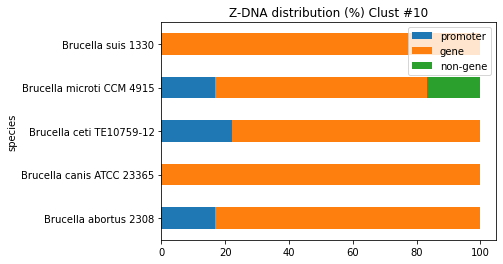 Z-DNA distribution (%) Clust #10
promoter
gene
non-gene
species
Brucella suis 1330
Brucella microti CCM 4915
Brucella ceti TE10759-12
Brucella canis ATCC 23365
Brucella abortus 2308
0 20 40 60 80 100